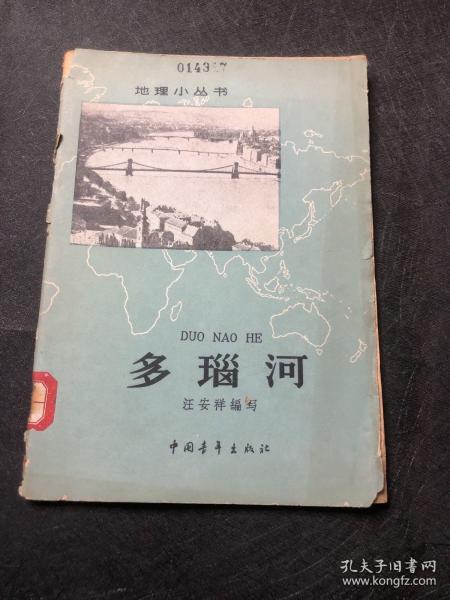 014317
地理小丛书
DUO NAO HE
多瑙河
汪安祥编写
中国青年出版社
孔夫子旧书网
www.kongfz.com